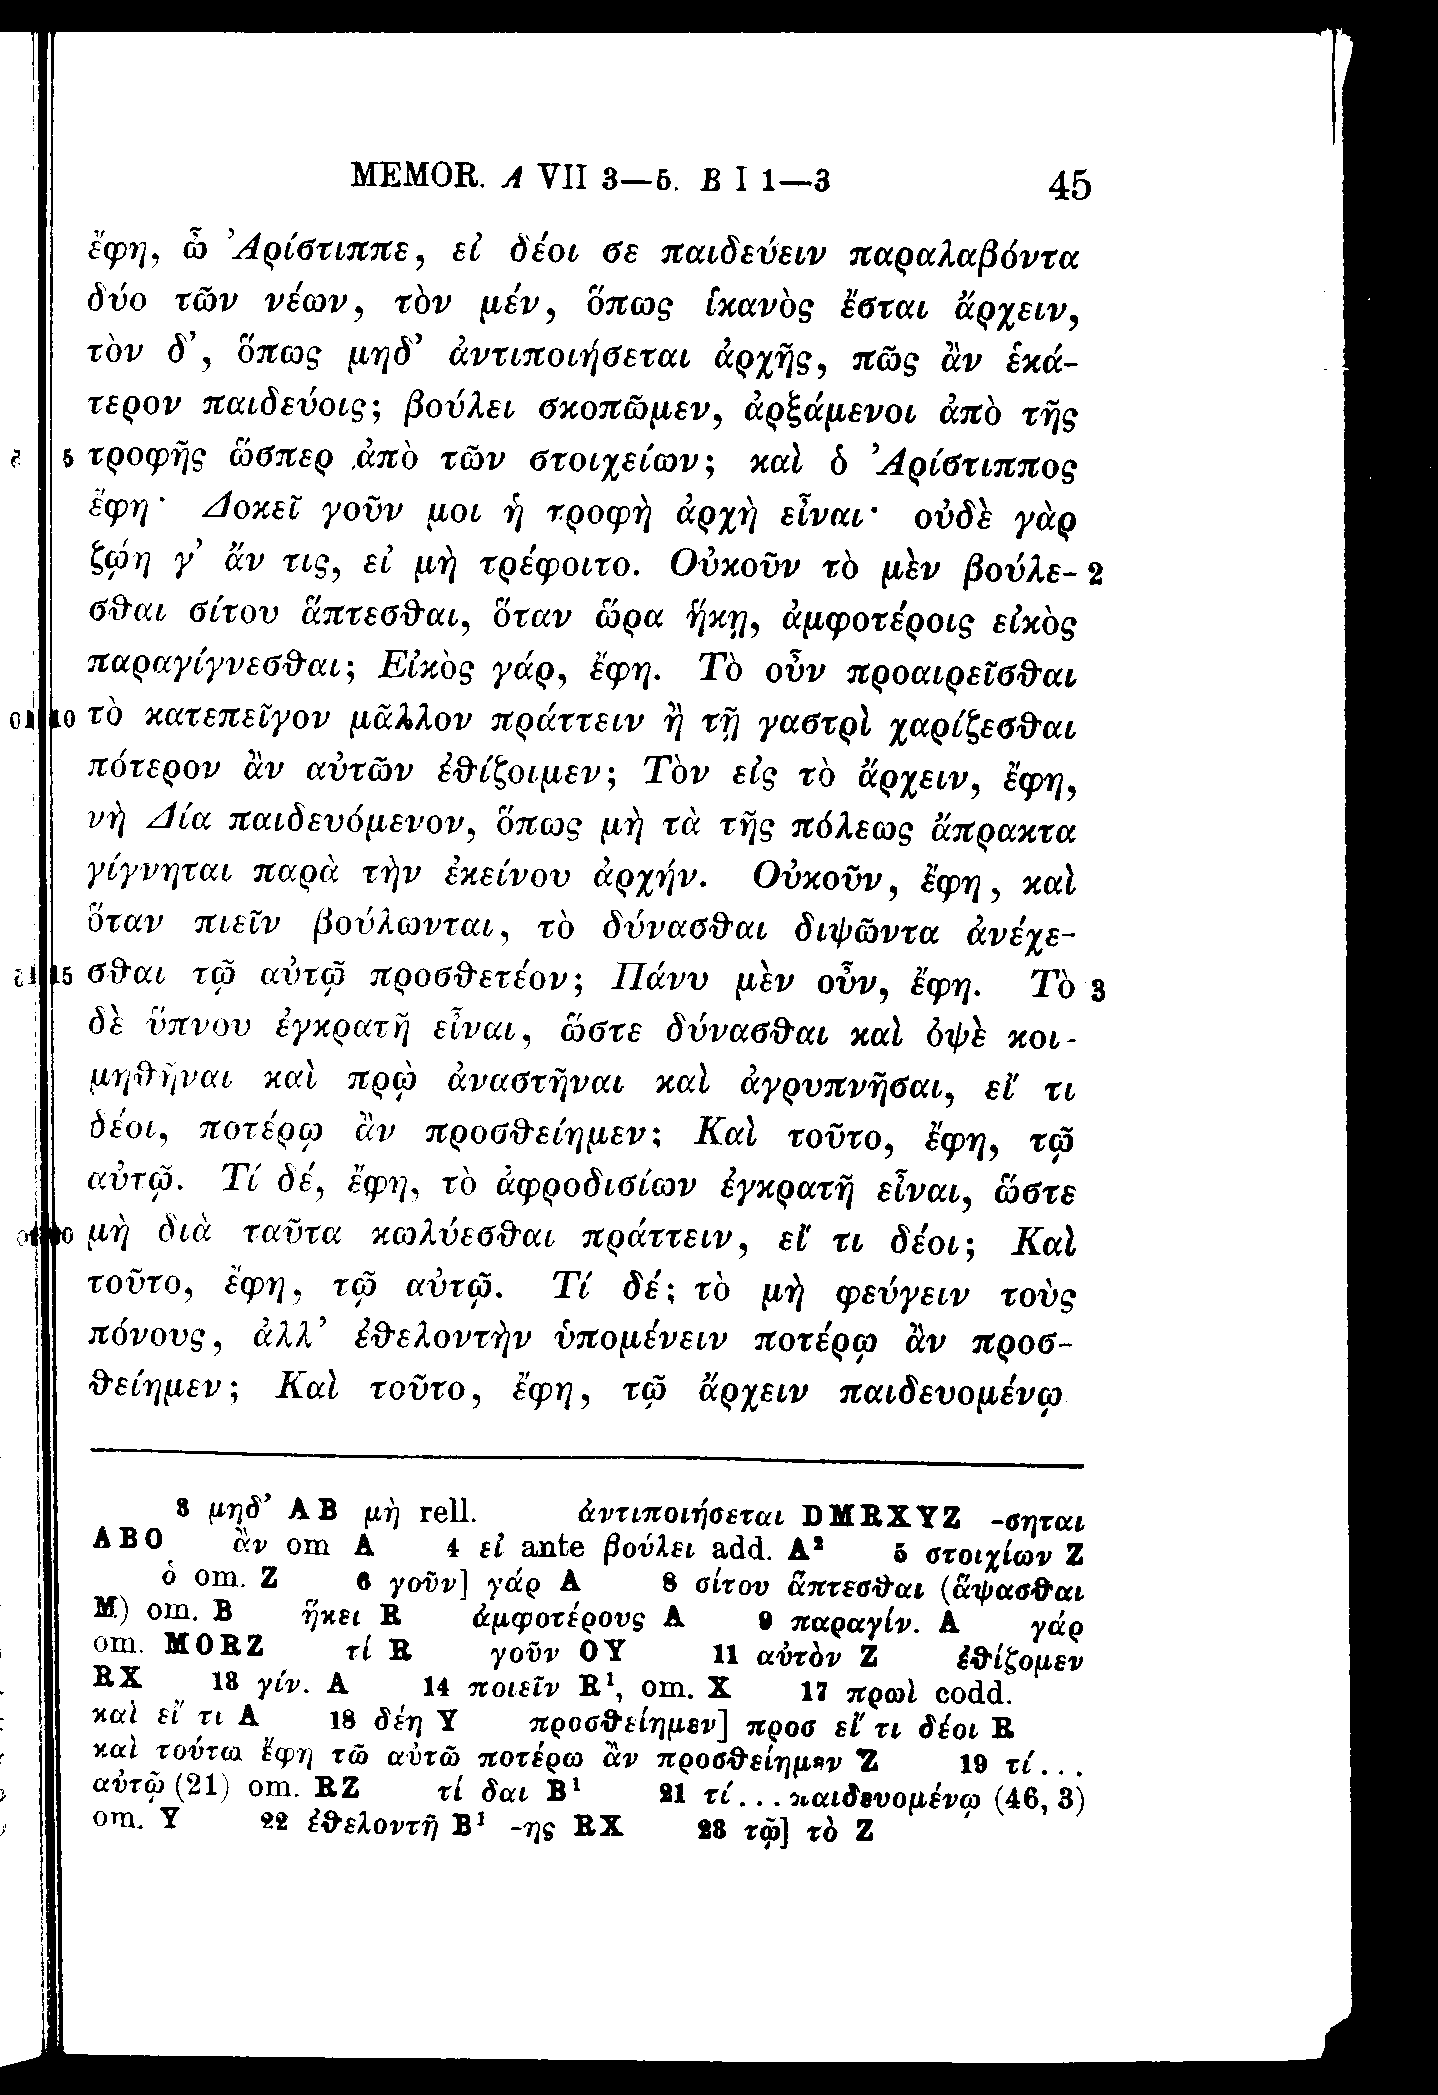 MEMOR. A VII 3—5. B I 1—3 45
ἔφη, ὦ Ἀρίστιππε, εἰ δέοι σε παιδεύειν παραλαβόντα
δύο τῶν νέων, τὸν μέν, ὅπως ἱκανὸς ἔσται ἄρχειν,
τὸν δ’, ὅπως μηδ’ ἀντιποιήσεται ἀρχῆς, πῶς ἂν ἑκά-
τερον παιδεύοις; βούλει σκοπῶμεν, ἀρξάμενοι ἀπὸ τῆς
5 τροφῆς ὥσπερ ἀπὸ τῶν στοιχείων; καὶ ὁ Ἀρίστιππος
ἔφη· Δοκεῖ γοῦν μοι ἡ τροφὴ ἀρχὴ εἶναι· οὐδὲ γὰρ
ζῴη γ’ ἄν τις, εἰ μὴ τρέφοιτο. Οὐκοῦν τὸ μὲν βούλε- 2
σθαι σίτου ἅπτεσθαι, ὅταν ὥρα ἥκῃ, ἀμφοτέροις εἰκὸς
παραγίγνεσθαι; Εἰκὸς γάρ, ἔφη. Τὸ οὖν προαιρεῖσθαι
10 τὸ κατεπεῖγον μᾶλλον πράττειν ἢ τῇ γαστρὶ χαρίζεσθαι
πότερον ἂν αὐτῶν ἐθίζοιμεν; Τὸν εἰς τὸ ἄρχειν, ἔφη,
νὴ Δία παιδευόμενον, ὅπως μὴ τὰ τῆς πόλεως ἄπρακτα
γίγνηται παρὰ τὴν ἐκείνου ἀρχήν. Οὐκοῦν, ἔφη, καὶ
ὅταν πιεῖν βούλωνται, τὸ δύνασθαι διψῶντα ἀνέχε-
15 σθαι τῷ αὐτῷ προσθετέον; Πάνυ μὲν οὖν, ἔφη. Τὸ 3
δὲ ὕπνου ἐγκρατῆ εἶναι, ὥστε δύνασθαι καὶ ὀψὲ κοι-
μηθῆναι καὶ πρῲ ἀναστῆναι καὶ ἀγρυπνῆσαι, εἴ τι
δέοι, ποτέρῳ ἂν προσθείημεν; Καὶ τοῦτο, ἔφη, τῷ
αὐτῷ. Τί δέ, ἔφη, τὸ ἀφροδισίων ἐγκρατῆ εἶναι, ὥστε
20 μὴ διὰ ταῦτα κωλύεσθαι πράττειν, εἴ τι δέοι; Καὶ
τοῦτο, ἔφη, τῷ αὐτῷ. Τί δέ; τὸ μὴ φεύγειν τοὺς
πόνους, ἀλλ’ ἐθελοντὴν ὑπομένειν ποτέρῳ ἂν προσ-
θείημεν; Καὶ τοῦτο, ἔφη, τῷ ἄρχειν παιδευομένῳ
3 μηδ’ AB μὴ rell. ἀντιποιήσεται DMRXYZ -σηται
ABO ἂν om A 4 εἰ ante βούλει add. A² 5 στοιχίων Z
ὁ om. Z 6 γοῦν] γάρ A 8 σίτου ἅπτεσθαι (ἅψασθαι
M) om. B ἥκει R ἀμφοτέρους A 9 παραγίν. A γάρ
om. MORZ τί R γοῦν OY 11 αὐτὸν Z ἐθίζομεν
RX 13 γίν. A 14 ποιεῖν R¹, om. X 17 πρωὶ codd.
καὶ εἴ τι A 18 δέῃ Y προσθείημεν] προσ εἴ τι δέοι R
καὶ τούτω ἔφη τῶ αὐτῶ ποτέρω ἂν προσθείημεν Z 19 τί...
αὐτῷ (21) om. RZ τί δαι B¹ 21 τί... παιδευομένῳ (46, 3)
om. Y 22 ἐθελοντῆ B¹ -ης RX 23 τῷ] τὸ Z